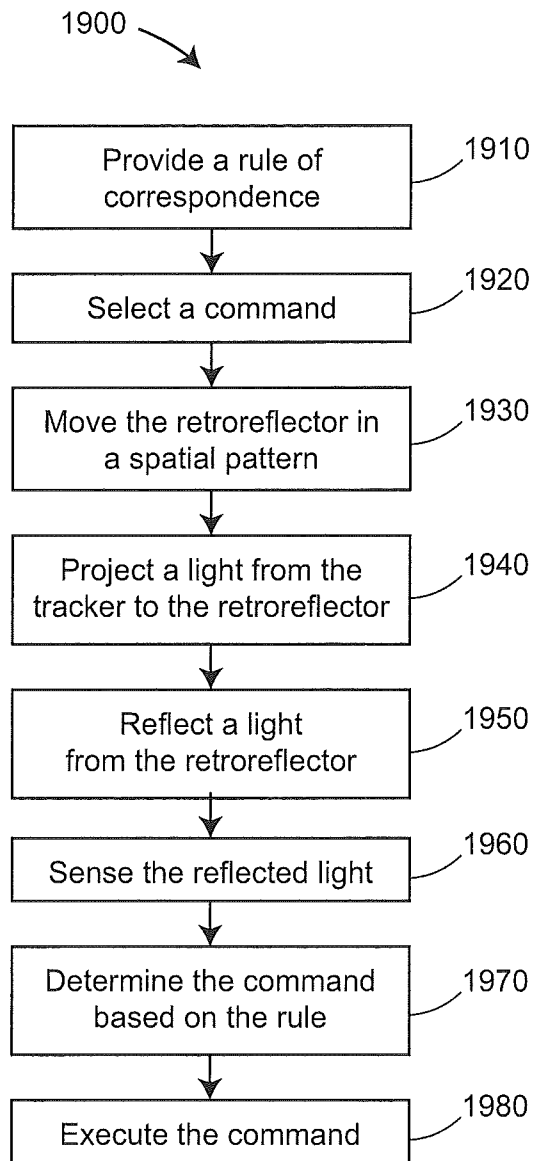 1900
Provide a rule of
correspondence
1910
Select a command
1920
Move the retroreflector in
a spatial pattern
1930
Project a light from the
tracker to the retroreflector
1940
Reflect a light
from the retroreflector
1950
Sense the reflected light
1960
Determine the command
based on the rule
1970
Execute the command
1980